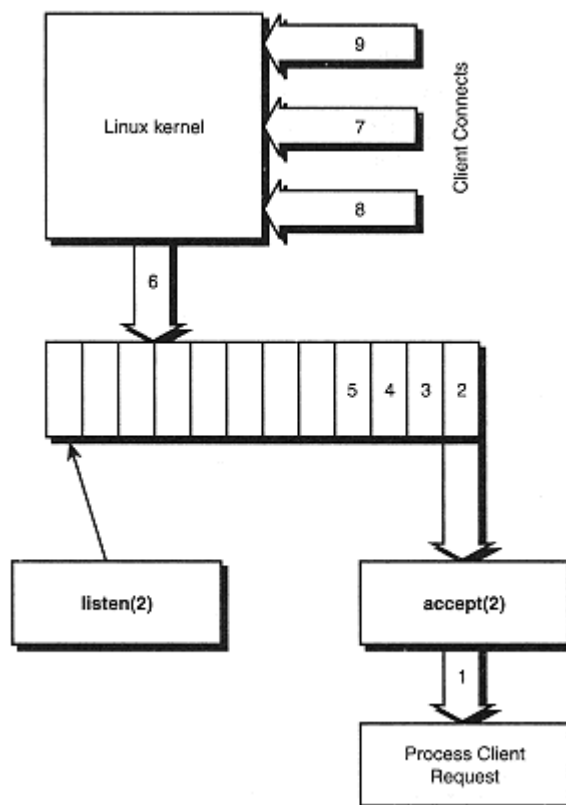 9
Linux kernel
7
Client Connects
8
6
5 4 3 2
listen(2)
accept(2)
1
Process Client
Request